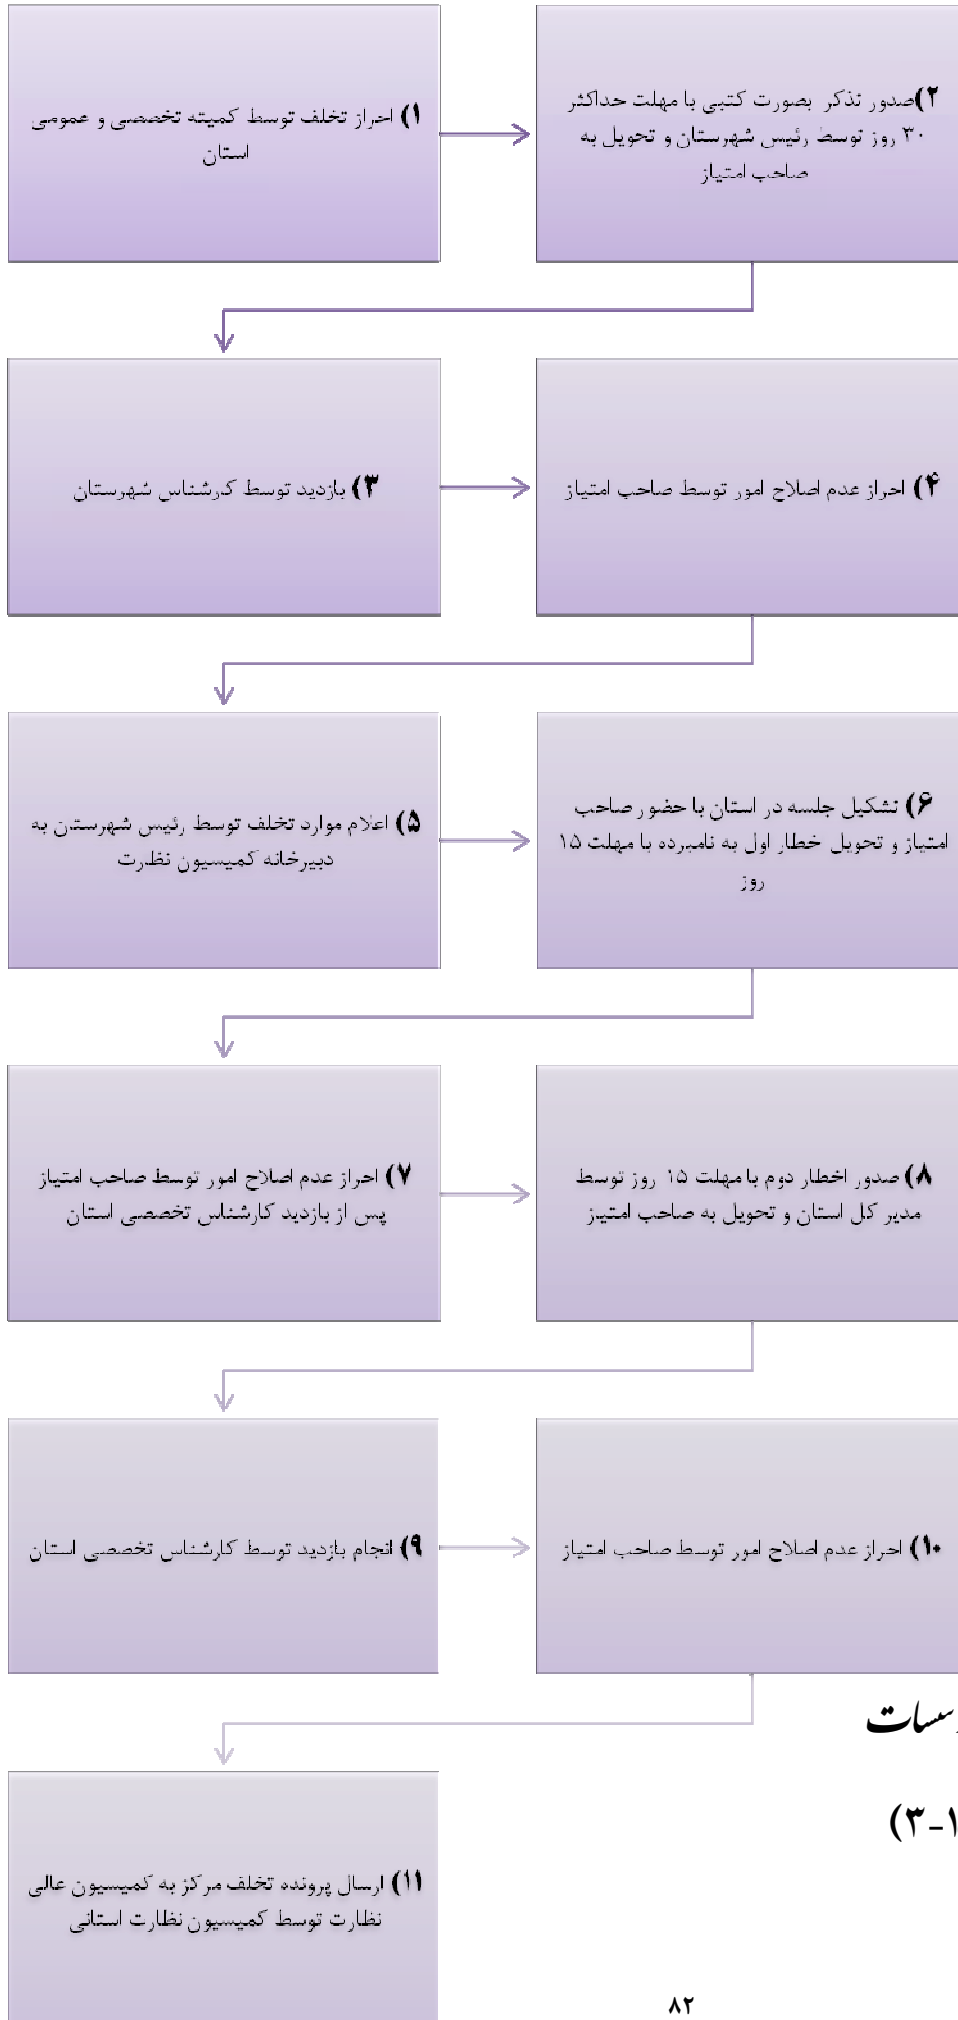 ۱) احراز تخلف توسط کمیته تخصصی و عمومی
استان
۲)صدور تذکر بصورت کتبی با مهلت حداکثر
۳۰ روز توسط رئیس شهرستان و تحویل به
صاحب امتیاز
۳) بازدید توسط کارشناس شهرستان
۴) احراز عدم اصلاح امور توسط صاحب امتیاز
۵) اعلام موارد تخلف توسط رئیس شهرستان به
دبیرخانه کمیسیون نظارت
۶) تشکیل جلسه در استان با حضور صاحب
امتیاز و تحویل خطار اول به نامبرده با مهلت ۱۵
روز
۷) احراز عدم اصلاح امور توسط صاحب امتیاز
پس از بازدید کارشناس تخصصی استان
۸) صدور اخطار دوم با مهلت ۱۵ روز توسط
مدیر کل استان و تحویل به صاحب امتیاز
۹) انجام بازدید توسط کارشناس تخصصی استان
۱۰) احراز عدم اصلاح امور توسط صاحب امتیاز
۱۱) ارسال پرونده تخلف مرکز به کمیسیون عالی
نظارت توسط کمیسیون نظارت استانی
۳-۱)
۸۲